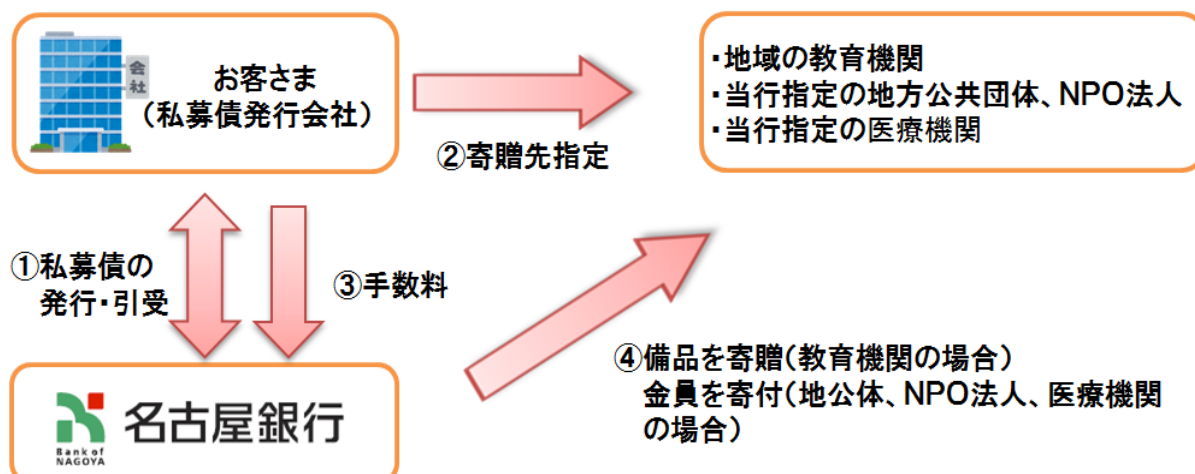 会社
お客さま
（私募債発行会社）
・地域の教育機関
・当行指定の地方公共団体、NPO法人
・当行指定の医療機関
②寄贈先指定
①私募債の
発行・引受
③手数料
④備品を寄贈（教育機関の場合）
金員を寄付（地公体、NPO法人、医療機関
の場合）
Bank of
NAGOYA
名古屋銀行